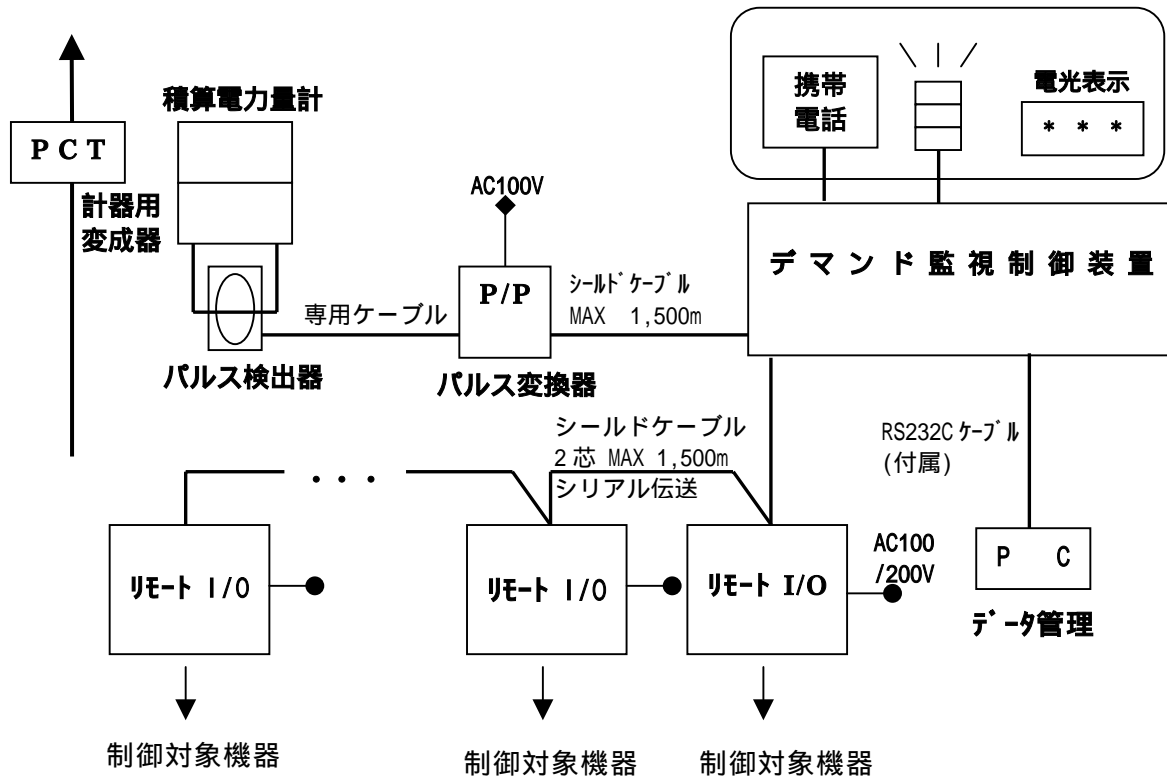 積算電力量計
ＰＣＴ
計器用
変成器
パルス検出器
専用ケーブル
AC100V
P/P
パルス変換器
ｼｰﾙﾄﾞｹｰﾌﾞﾙ
MAX 1,500m
携帯
電話
電光表示
＊ ＊ ＊
デマンド監視制御装置
シールドケーブル
2芯 MAX 1,500m
シリアル伝送
RS232C ｹｰﾌﾞﾙ
(付属)
・・・
ﾘﾓｰﾄ I/O
ﾘﾓｰﾄ I/O
ﾘﾓｰﾄ I/O
AC100
/200V
P C
ﾃﾞｰﾀ管理
制御対象機器
制御対象機器
制御対象機器